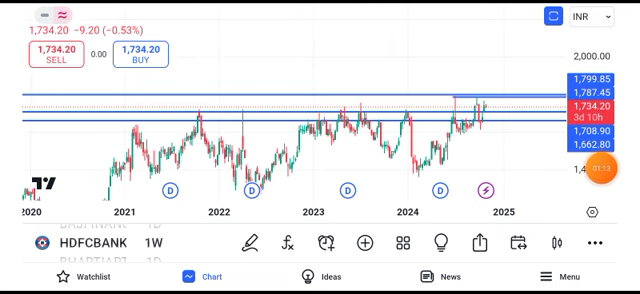 1,734.20 −9.20 (−0.53%)
INR
1,734.20
SELL
0.00
1,734.20
BUY
2,000.00
1,799.85
1,787.45
1,734.20
3d 10h
1,708.90
1,662.80
01:13
D D D D
2020 2021 2022 2023 2024 2025
HDFCBANK 1W
Watchlist Chart Ideas News Menu